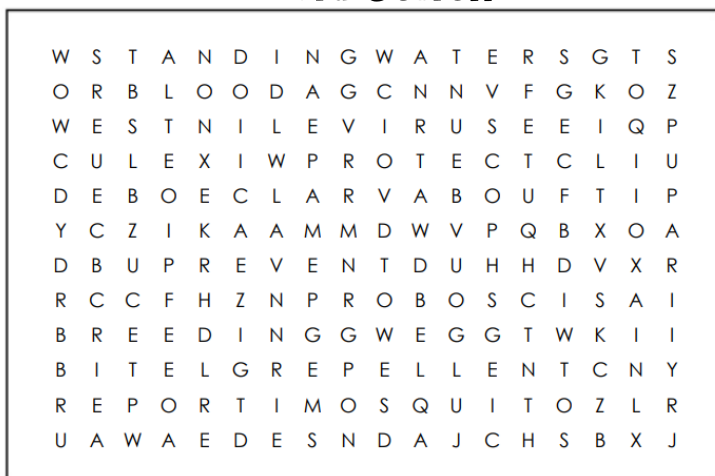 W S T A N D I N G W A T E R S G T S
O R B L O O D A G C N N V F G K O Z
W E S T N I L E V I R U S E E I Q P
C U L E X I W P R O T E C T C L I U
D E B O E C L A R V A B O U F T I P
Y C Z I K A A M M D W V P Q B X O A
D B U P R E V E N T D U H H D V X R
R C C F H Z N P R O B O S C I S A I
B R E E D I N G G W E G G T W K I I
B I T E L G R E P E L L E N T C N Y
R E P O R T I M O S Q U I T O Z L R
U A W A E D E S N D A J C H S B X J